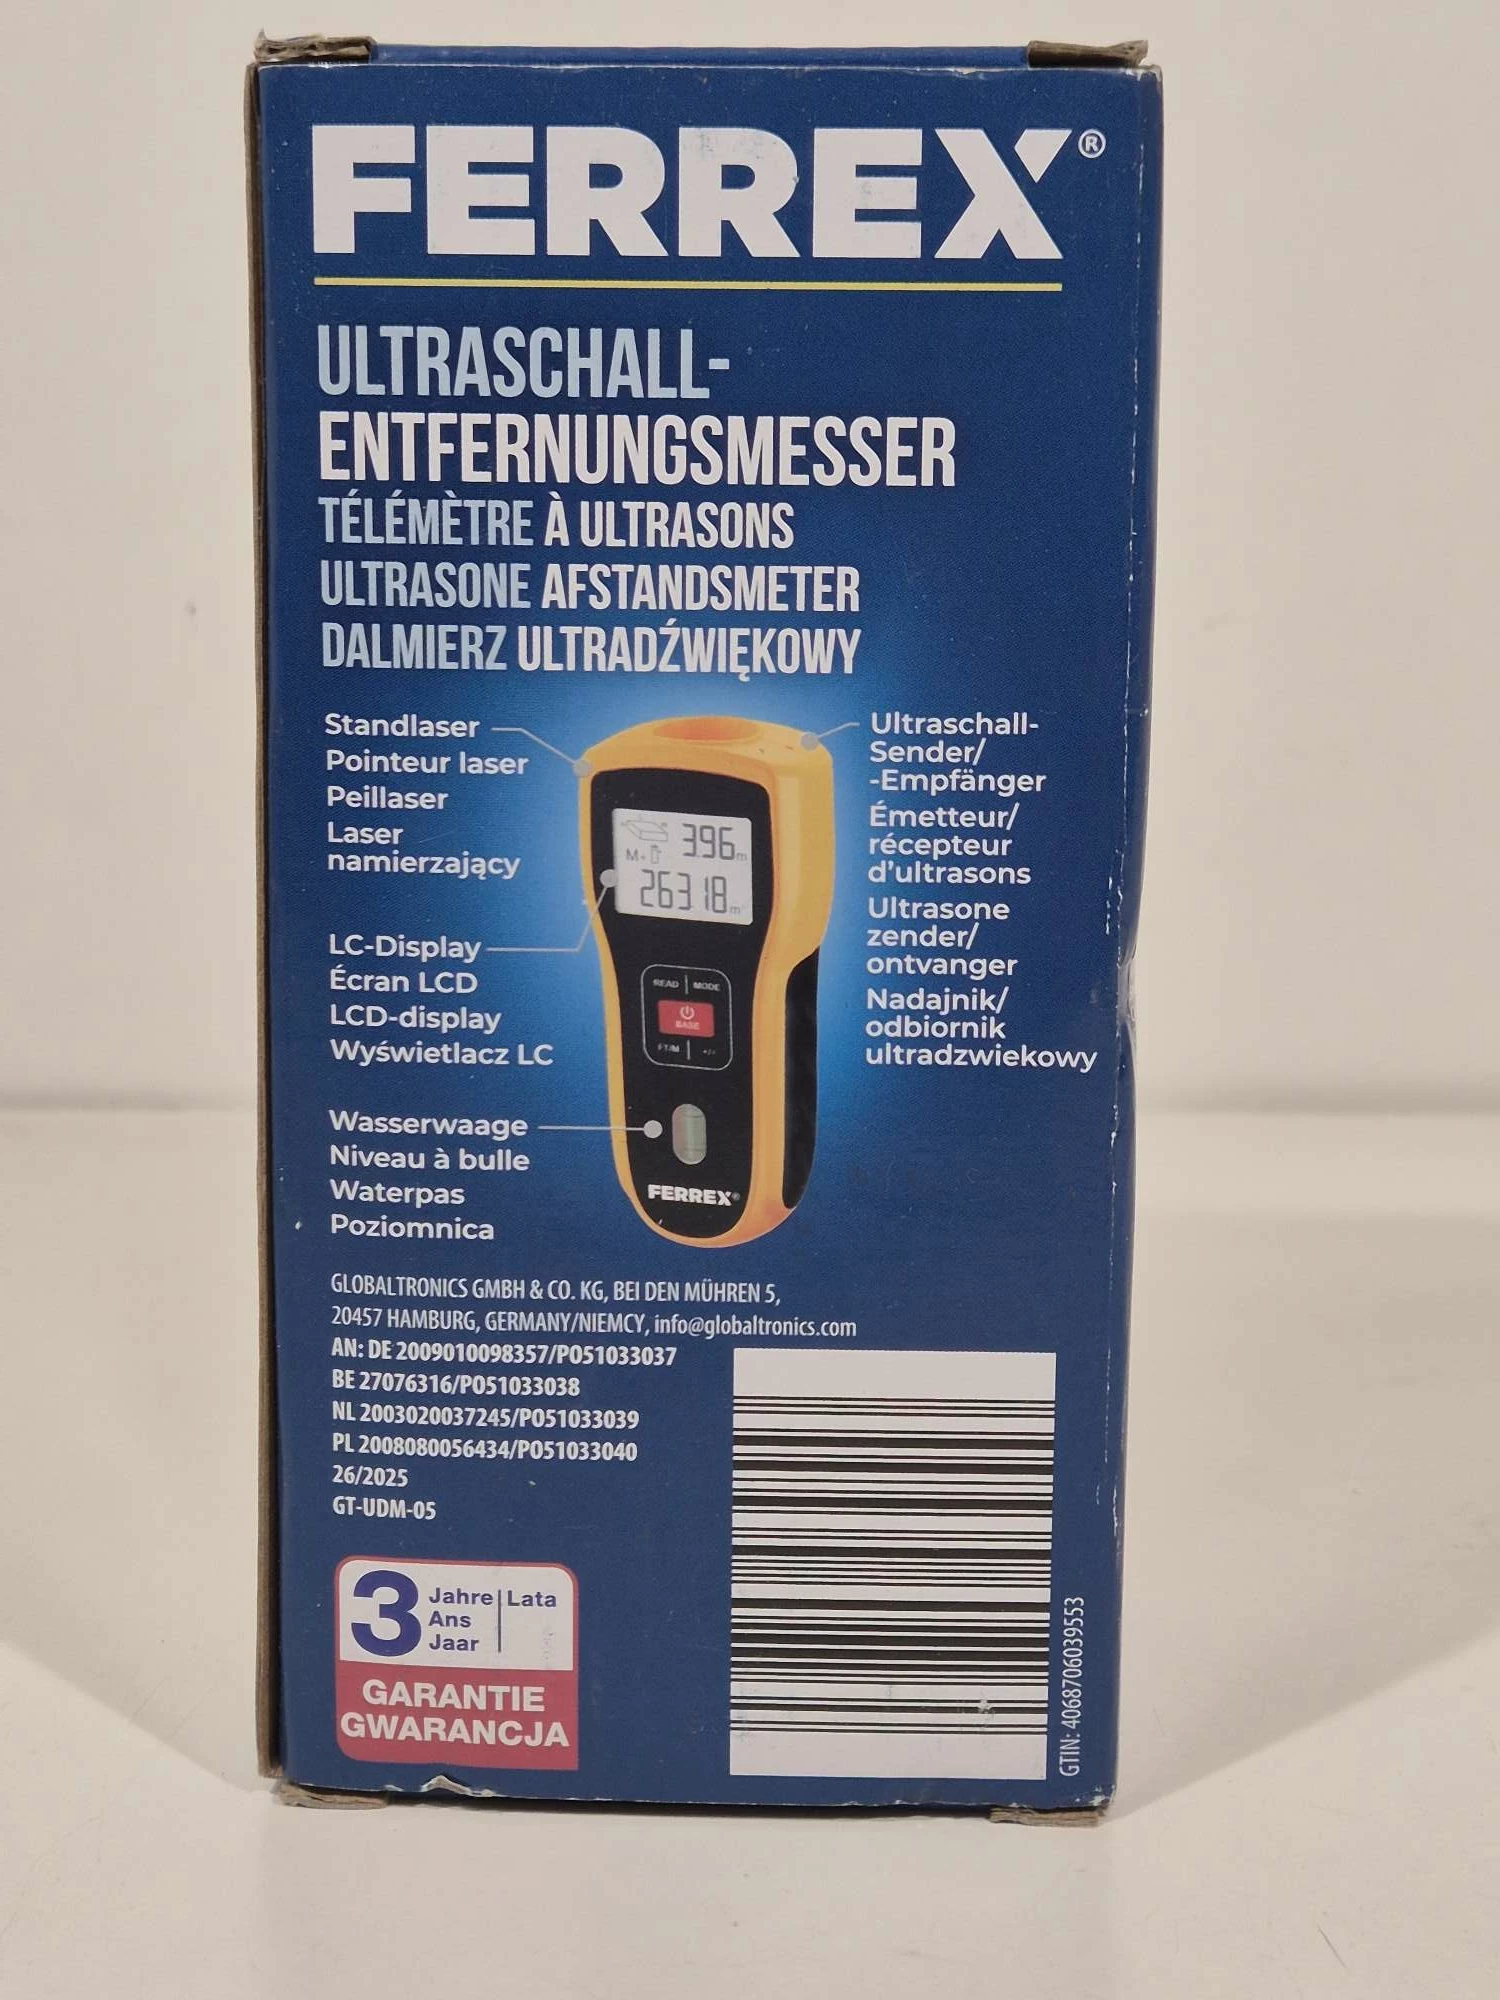 FERREX®
ULTRASCHALL-
ENTFERNUNGSMESSER
TÉLÉMÈTRE À ULTRASONS
ULTRASONE AFSTANDSMETER
DALMIERZ ULTRADŹWIĘKOWY
Standlaser
Pointeur laser
Peillaser
Laser
namierzający
LC-Display
Écran LCD
LCD-display
Wyświetlacz LC
Wasserwaage
Niveau à bulle
Waterpas
Poziomnica
Ultraschall-
Sender/
-Empfänger
Émetteur/
récepteur
d'ultrasons
Ultrasone
zender/
ontvanger
Nadajnik/
odbiornik
ultradzwiekowy
3.96m
M+
263.18m
READ | MODE
BASE
FT/M | +/=
FERREX®
GLOBALTRONICS GMBH & CO. KG, BEI DEN MÜHREN 5,
20457 HAMBURG, GERMANY/NIEMCY, info@globaltronics.com
AN: DE 2009010098357/PO51033037
BE 27076316/PO51033038
NL 2003020037245/PO51033039
PL 2008080056434/PO51033040
26/2025
GT-UDM-05
3 Jahre | Lata
Ans
Jaar
GARANTIE
GWARANCJA
GTIN: 4068706039553